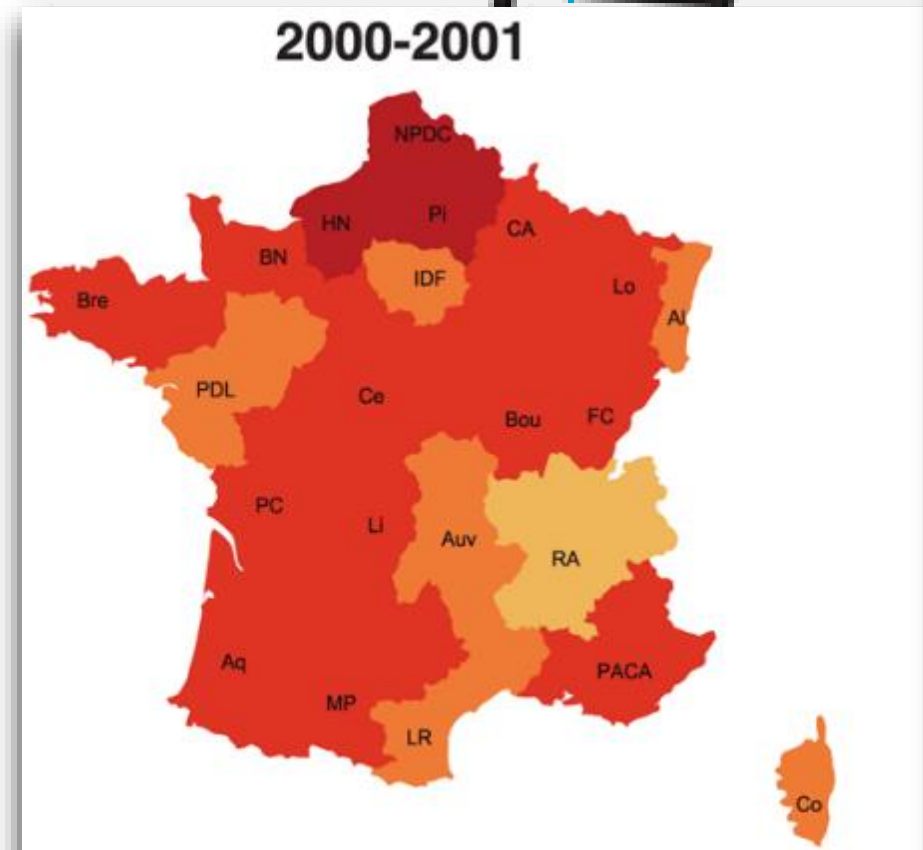 2000-2001
NPDC
HN
Pi
CA
BN
IDF
Lo
Bre
Al
PDL
Ce
Bou
FC
PC
Li
Auv
RA
Aq
PACA
MP
LR
Co